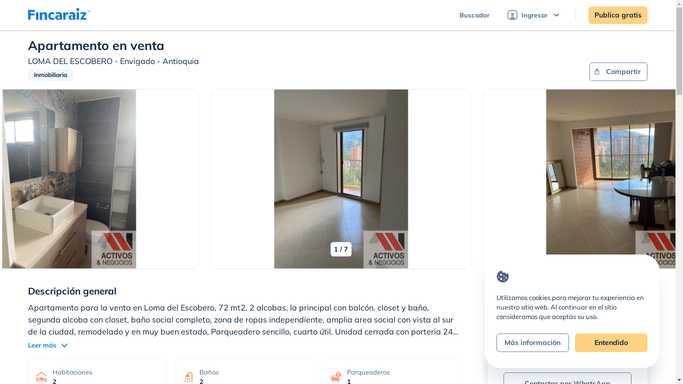 Fincaraiz
Buscador
Ingresar
Publica gratis
Apartamento en venta
LOMA DEL ESCOBERO - Envigado - Antioquia
Inmobiliaria
Compartir
ACTIVOS
& NEGOCIOS
1 / 7
ACTIVOS
& NEGOCIOS
ACTIVOS
& NEGOCIOS
Descripción general
Apartamento para la venta en Loma del Escobero, 72 mt2, 2 alcobas, la principal con balcón, closet y baño,
segunda alcoba con closet, baño social completo, zona de ropas independiente, amplia area social con vista al sur
de la ciudad, remodelado y en muy buen estado, Parqueadero sencillo, cuarto útil. Unidad cerrada con porteria 24...
Leer más
Habitaciones
2
Baños
2
Parqueaderos
1
Utilizamos cookies para mejorar tu experiencia en
nuestro sitio web. Al continuar en el sitio
consideramos que aceptas su uso.
Más información
Entendido
Contactar por WhatsApp